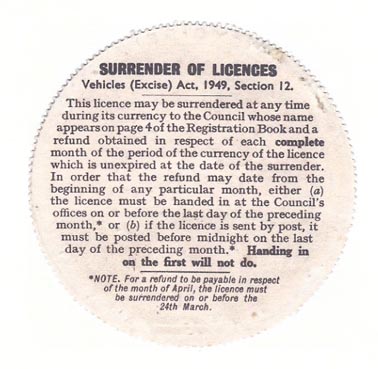 SURRENDER OF LICENCES
Vehicles (Excise) Act, 1949, Section 12.
This licence may be surrendered at any time
during its currency to the Council whose name
appears on page 4 of the Registration Book and a
refund obtained in respect of each complete
month of the period of the currency of the licence
which is unexpired at the date of the surrender.
In order that the refund may date from the
beginning of any particular month, either (a)
the licence must be handed in at the Council's
offices on or before the last day of the preceding
month,* or (b) if the licence is sent by post, it
must be posted before midnight on the last
day of the preceding month.* Handing in
on the first will not do.
*NOTE. For a refund to be payable in respect
of the month of April, the licence must
be surrendered on or before the
24th March.